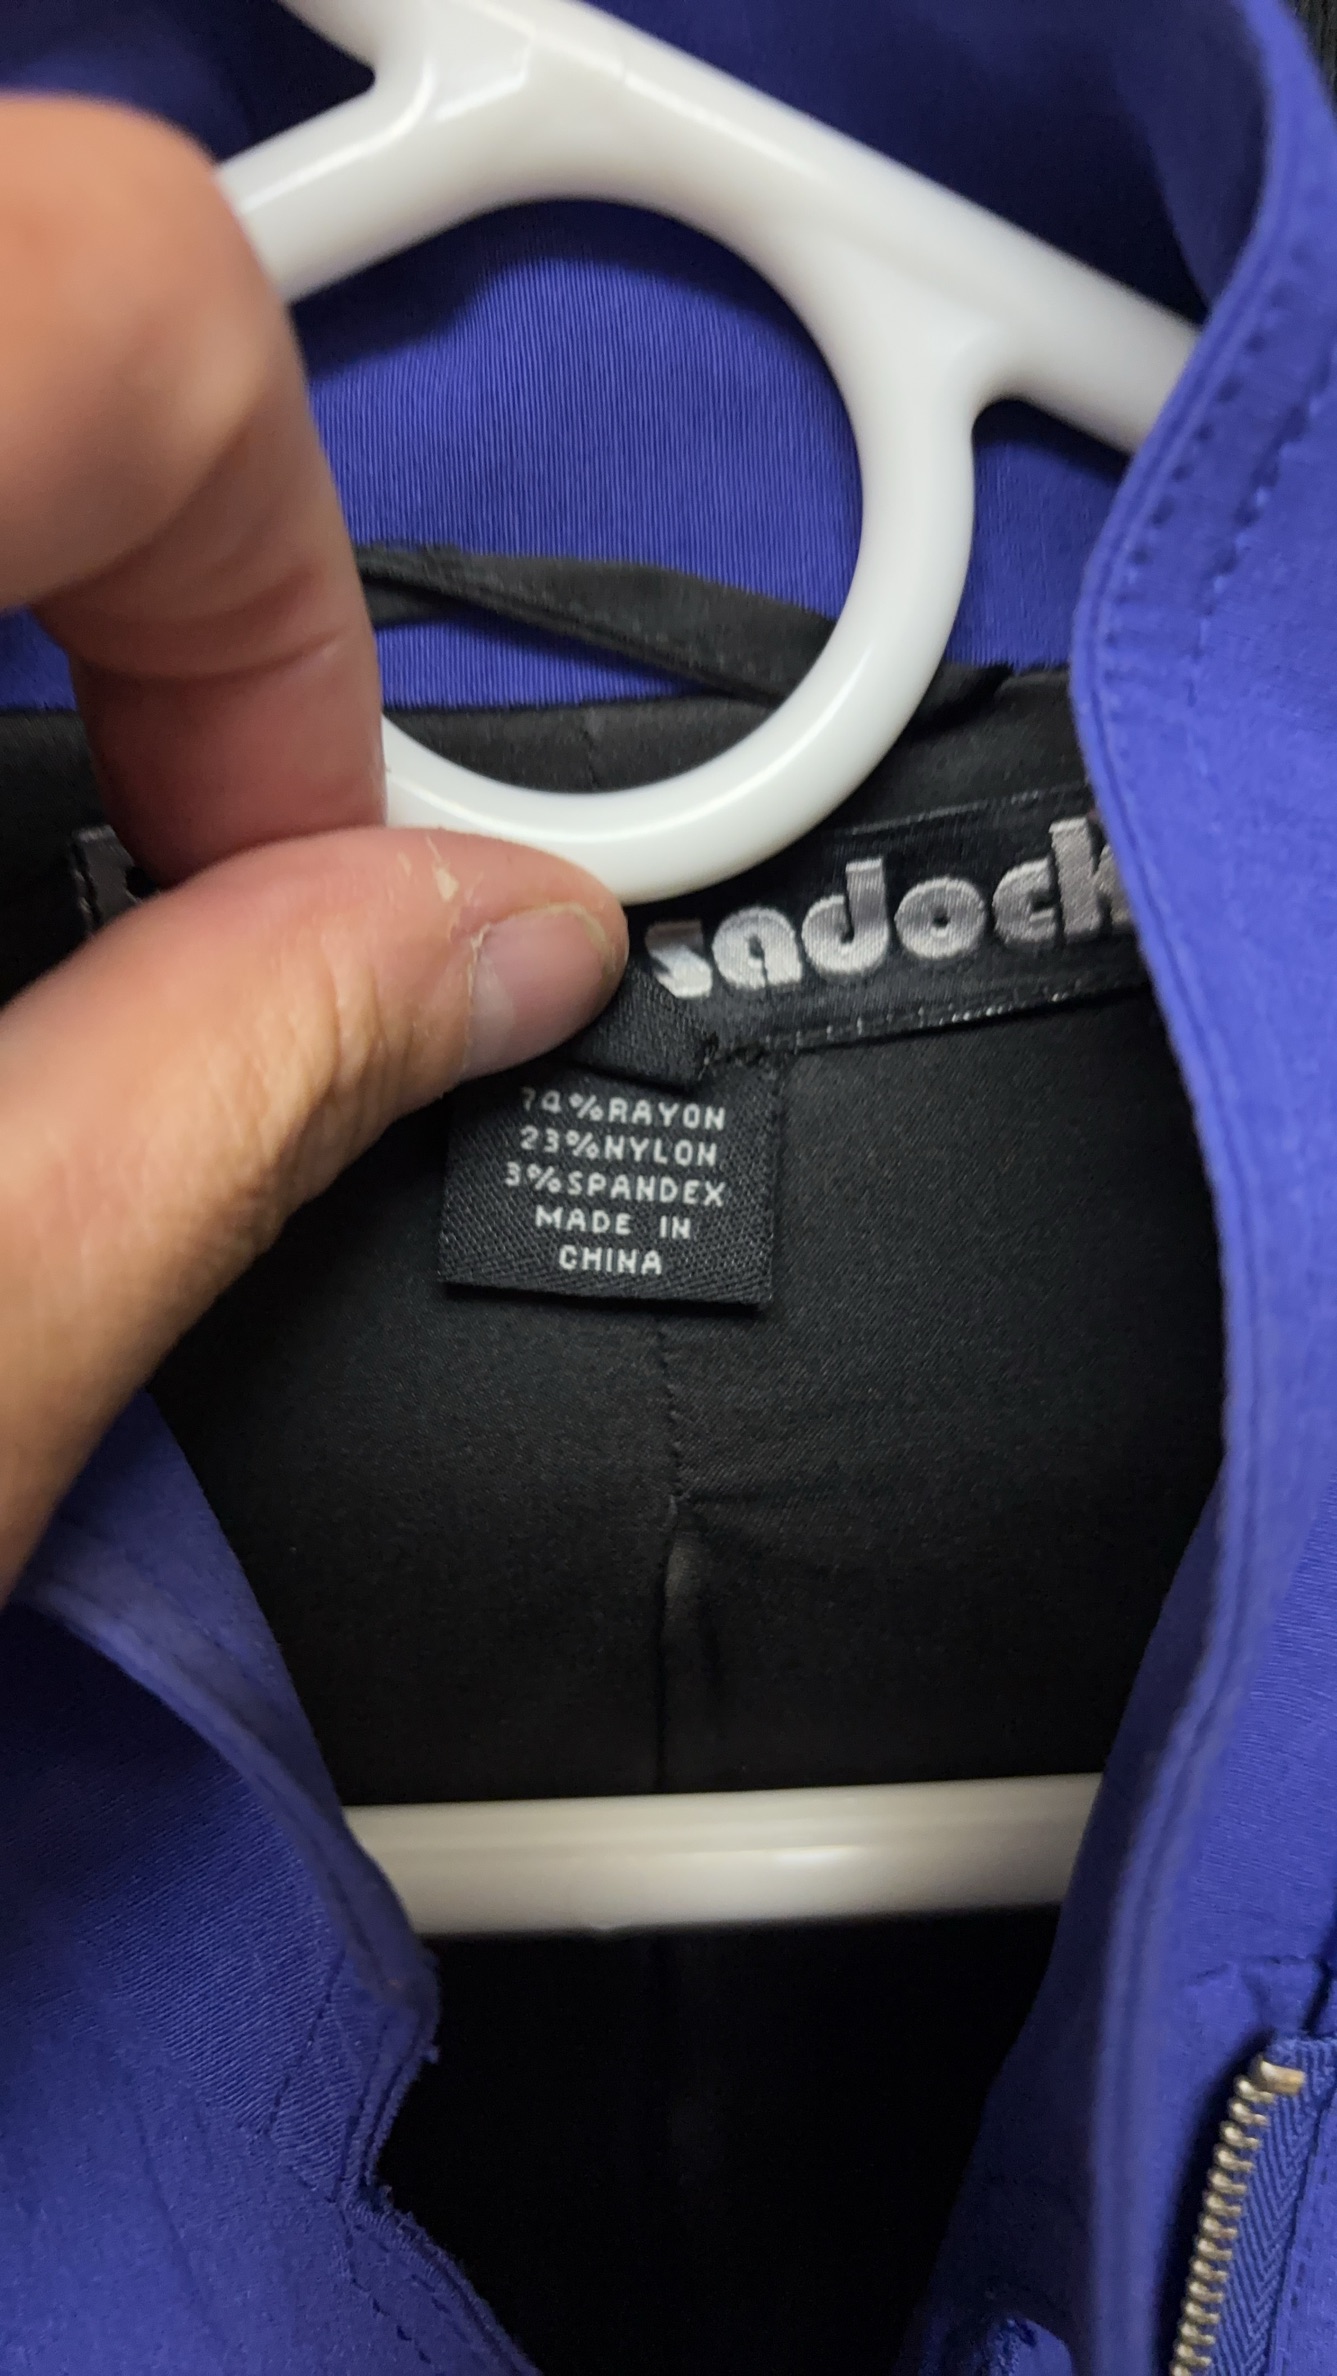 sadock
74%RAYON
23%NYLON
3%SPANDEX
MADE IN
CHINA